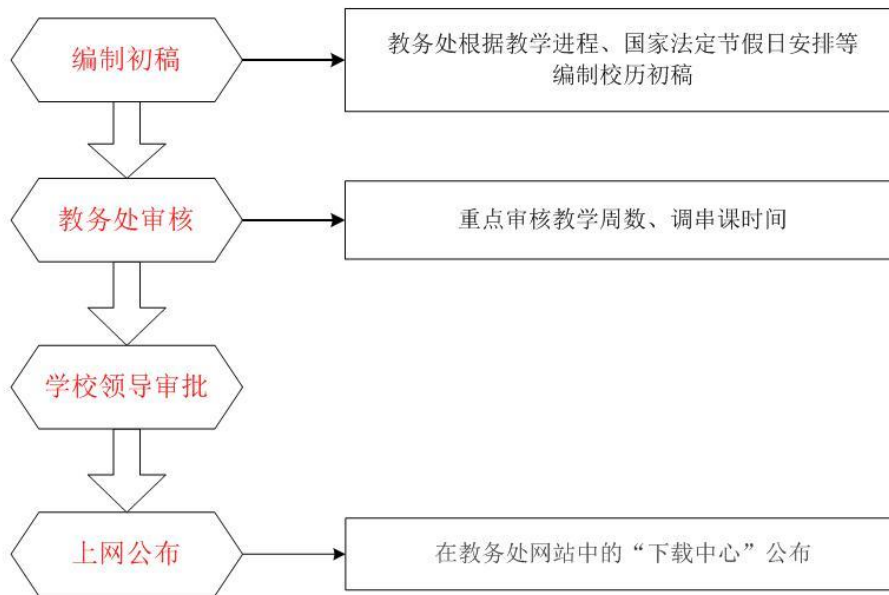 编制初稿
教务处根据教学进程、国家法定节假日安排等
编制校历初稿
教务处审核
重点审核教学周数、调串课时间
学校领导审批
上网公布
在教务处网站中的“下载中心”公布